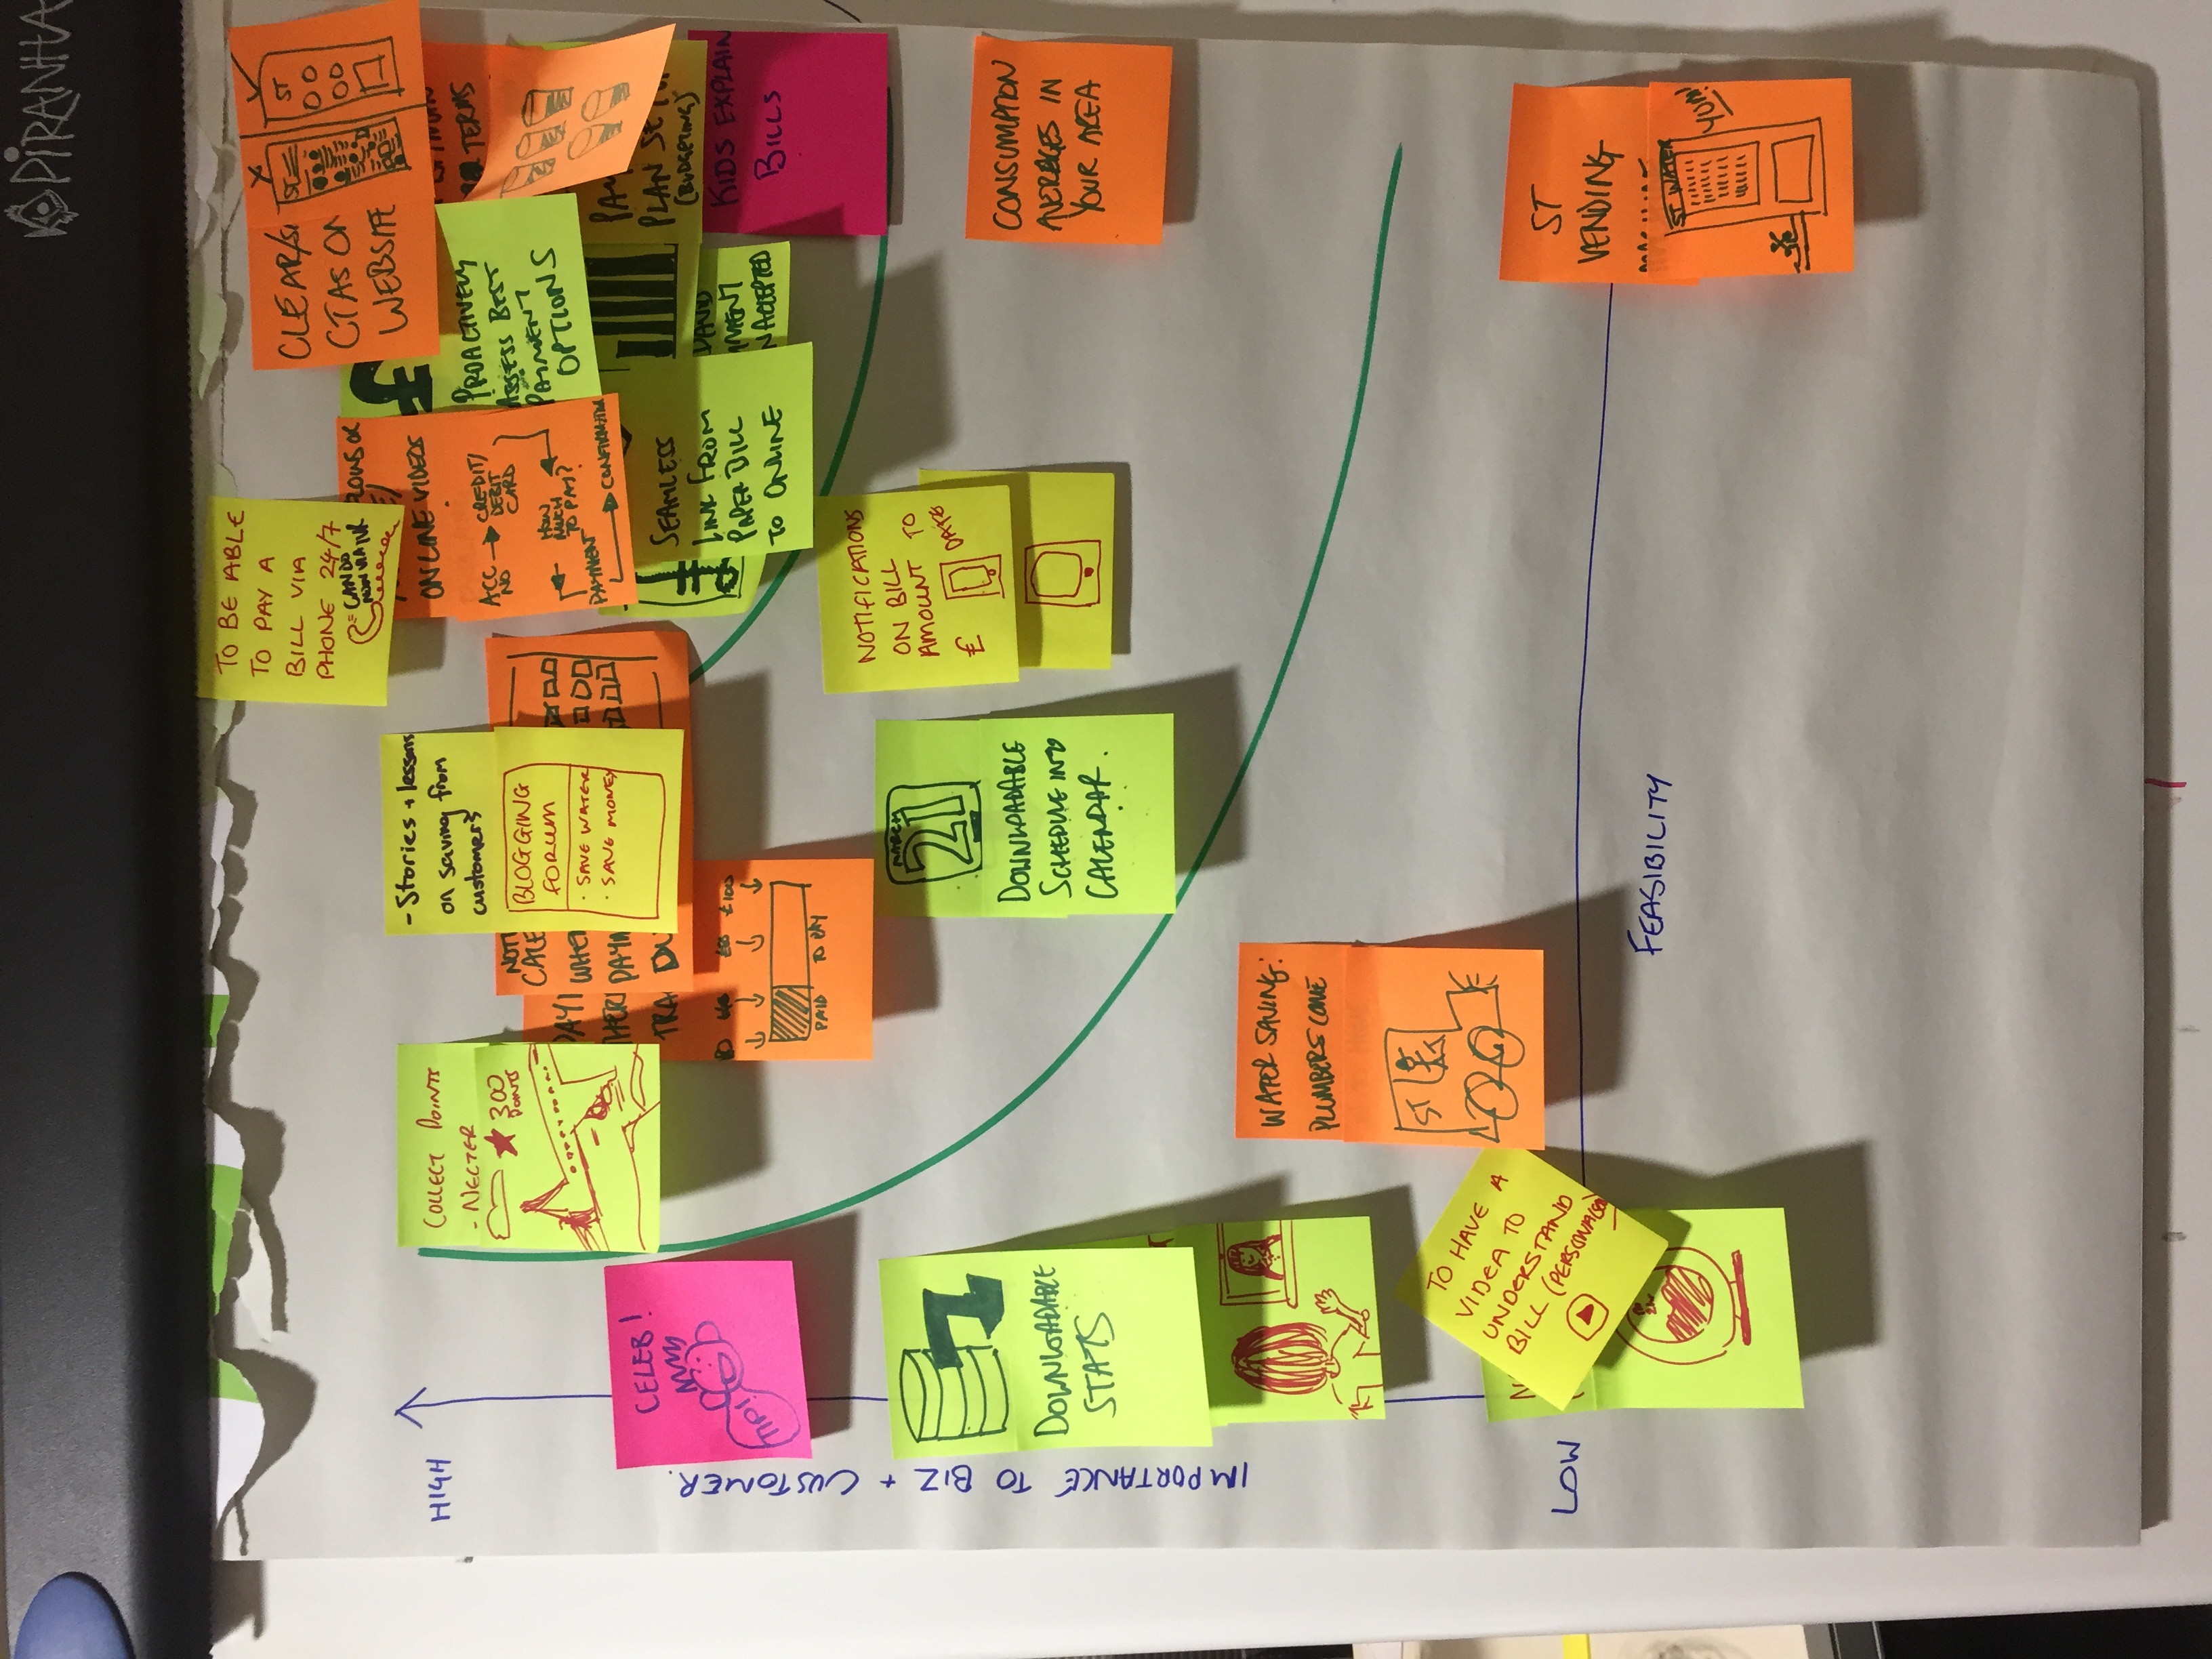 PIRANHA
TO BE ABLE
TO PAY A
BILL VIA
PHONE 24/7
CAN DO
NOW VIA IVR
CLEAR/SI
CTAS ON
WEBSITE
X
ST
ST
HIGH
COLLECT POINTS
- NECTER
300
POINTS
- Stories + lessons
on saving from
customers
BLOGGING
FORUM
· SAVE WATER
· SAVE MONEY
NOTI
CALE
WHE
PAYM
DU
PAYI
TRA
£100
PAID
TO PAY
ONLINE VIDEOS
ACC
NO
CREDIT/
DEBIT
CARD
HOW
MUCH
TO PAY?
PAYMENT
CONFIRMATION
PROACTIVELY
ASSESS BEST
PAYMENT
OPTIONS
TERMS
PAY
PLAN SET
(BUDGETING)
SEAMLESS
LINK FROM
PAPER BILL
TO ONLINE
MENT
ACCEPTED
KIDS EXPLAIN
BILLS
CELEB!
TIP!
IMPORTANCE TO BIZ + CUSTOMER.
DOWNLOADABLE
STATS
MARCH
21
DOWNLOADABLE
SCHEDULE INTO
CALENDAR.
NOTIFICATIONS
ON BILL
AMOUNT TO
DATE
£
CONSUMPTION
AVERAGES IN
YOUR AREA
WATER SAVING:
PLUMBERS COME
ST
TO HAVE A
VIDEA TO
UNDERSTAND
BILL (PERSONALISED)
LOW
FEASIBILITY
ST
VENDING
MACHINE
ST WATER
YUM!